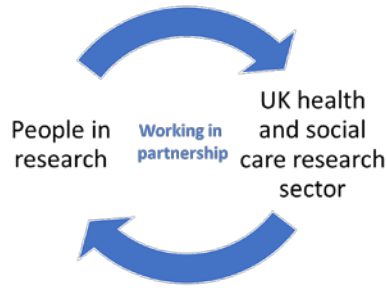 People in
research
Working in
partnership
UK health
and social
care research
sector